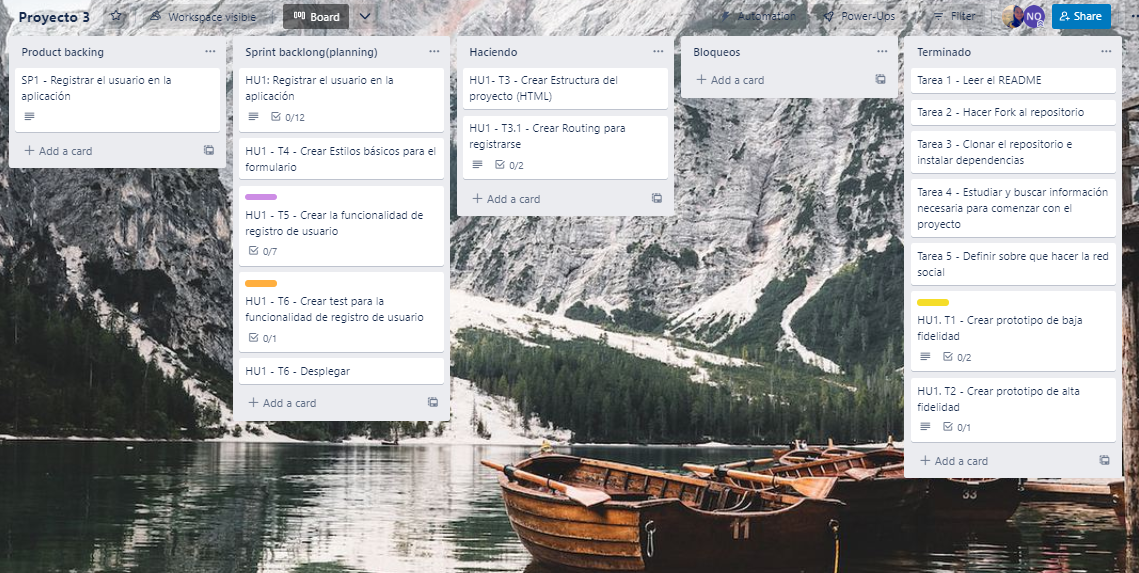 Proyecto 3
Workspace visible
Board
Automation
Power-Ups
Filter
NO
Share
Product backing
SP1 - Registrar el usuario en la
aplicación
+ Add a card
Sprint backlong(planning)
HU1: Registrar el usuario en la
aplicación
0/12
HU1 - T4 - Crear Estilos básicos para el
formulario
HU1 - T5 - Crear la funcionalidad de
registro de usuario
0/7
HU1 - T6 - Crear test para la
funcionalidad de registro de usuario
0/1
HU1 - T6 - Desplegar
+ Add a card
Haciendo
HU1- T3 - Crear Estructura del
proyecto (HTML)
HU1 - T3.1 - Crear Routing para
registrarse
0/2
+ Add a card
Bloqueos
+ Add a card
Terminado
Tarea 1 - Leer el README
Tarea 2 - Hacer Fork al repositorio
Tarea 3 - Clonar el repositorio e
instalar dependencias
Tarea 4 - Estudiar y buscar información
necesaria para comenzar con el
proyecto
Tarea 5 - Definir sobre que hacer la red
social
HU1. T1 - Crear prototipo de baja
fidelidad
0/2
HU1. T2 - Crear prototipo de alta
fidelidad
0/1
+ Add a card
11
33